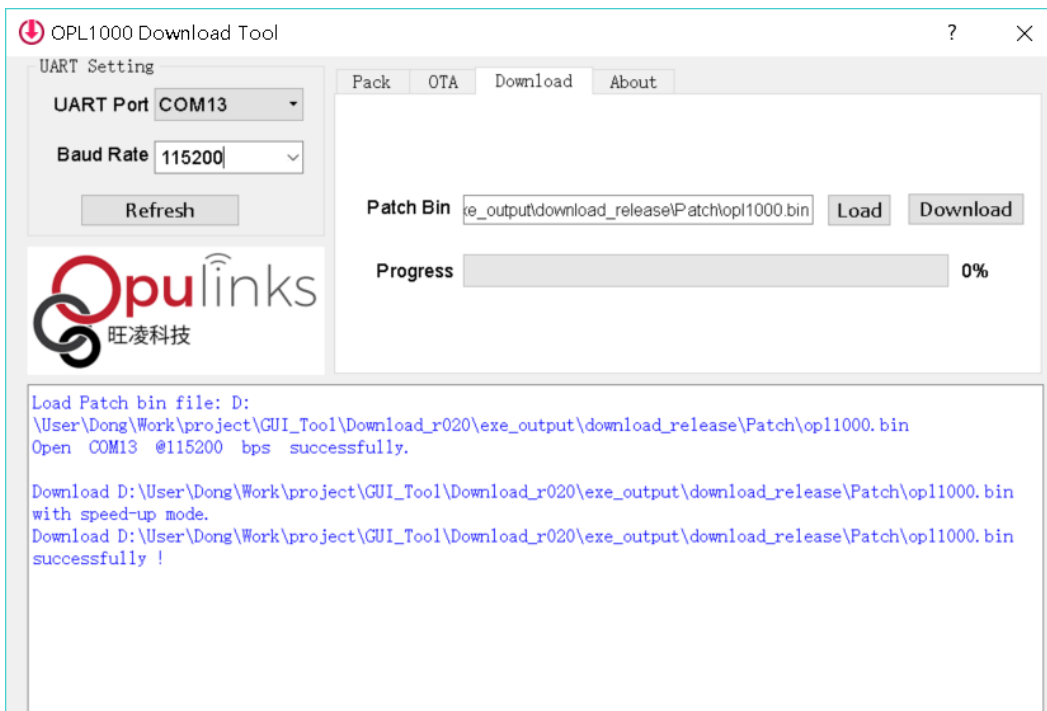 OPL1000 Download Tool
?
UART Setting
UART Port COM13
Baud Rate 115200
Refresh
Opulinks
旺凌科技
Pack OTA Download About
Patch Bin xe_output\download_release\Patch\opl1000.bin Load Download
Progress 0%
Load Patch bin file: D:
\User\Dong\Work\project\GUI_Tool\Download_r020\exe_output\download_release\Patch\opl1000.bin
Open COM13 @115200 bps successfully.
Download D:\User\Dong\Work\project\GUI_Tool\Download_r020\exe_output\download_release\Patch\opl1000.bin
with speed-up mode.
Download D:\User\Dong\Work\project\GUI_Tool\Download_r020\exe_output\download_release\Patch\opl1000.bin
successfully !